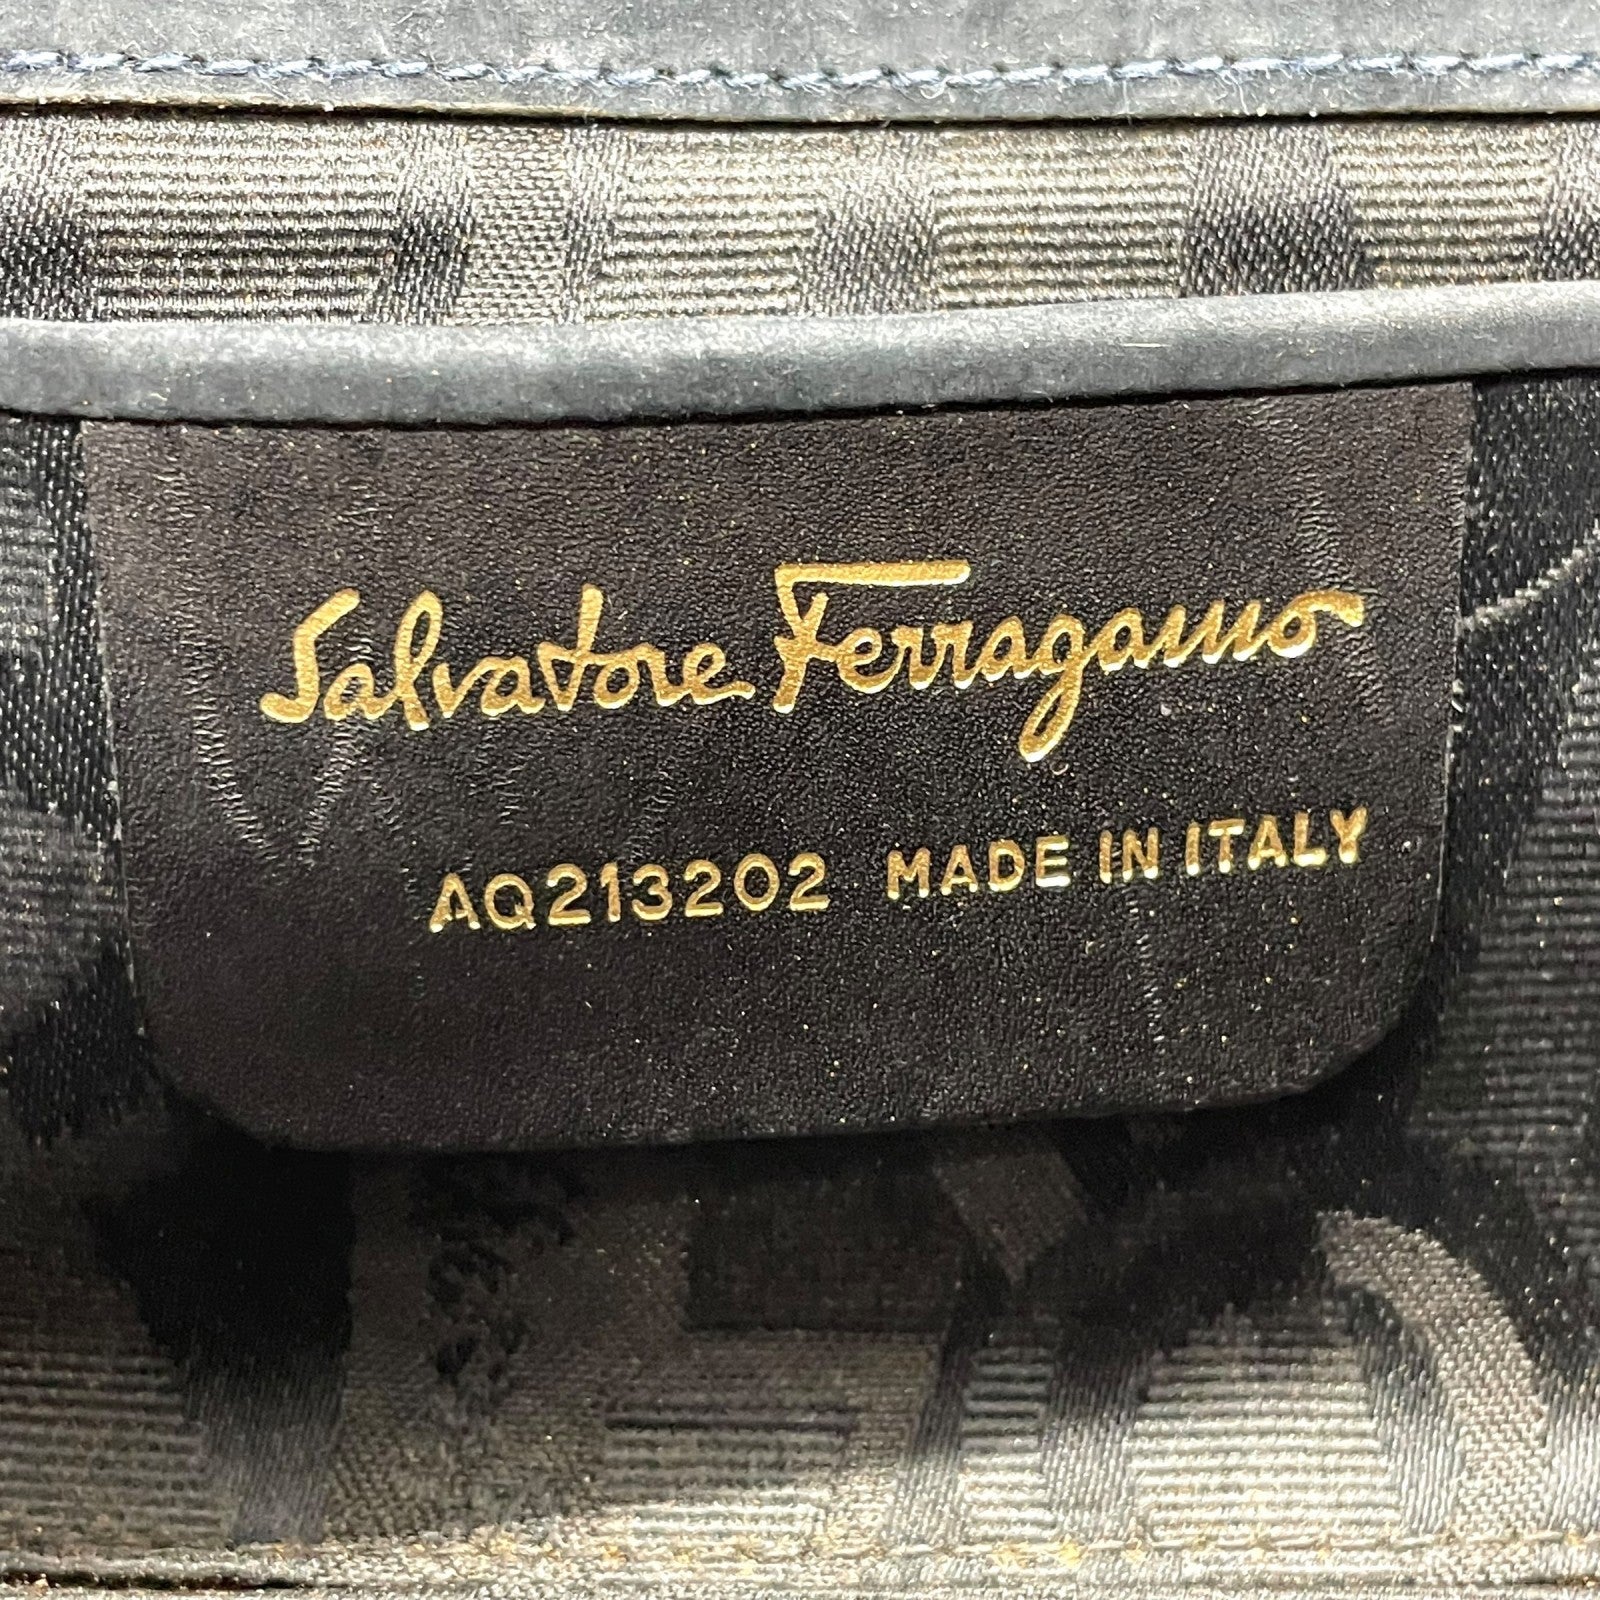 Salvatore Ferragamo
AQ213202 MADE IN ITALY